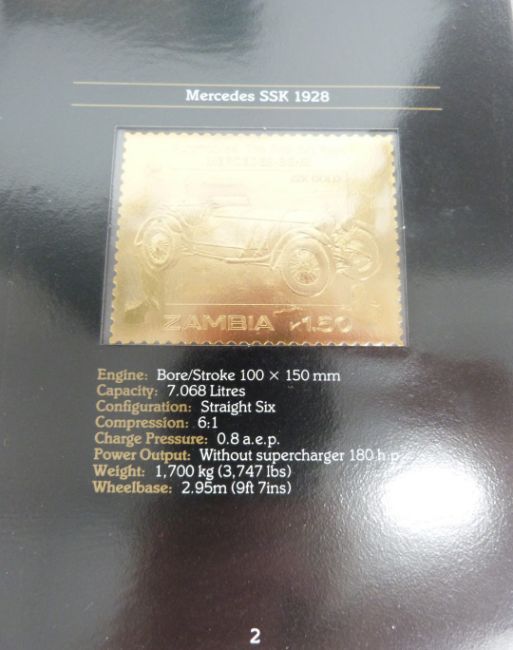 Mercedes SSK 1928
MERCEDES-BENZ
GOLD
ZAMBIA K1.50
Engine: Bore/Stroke 100 × 150 mm
Capacity: 7.068 Litres
Configuration: Straight Six
Compression: 6:1
Charge Pressure: 0.8 a.e.p.
Power Output: Without supercharger 180 h.p.
Weight: 1,700 kg (3,747 lbs)
Wheelbase: 2.95m (9ft 7ins)
2